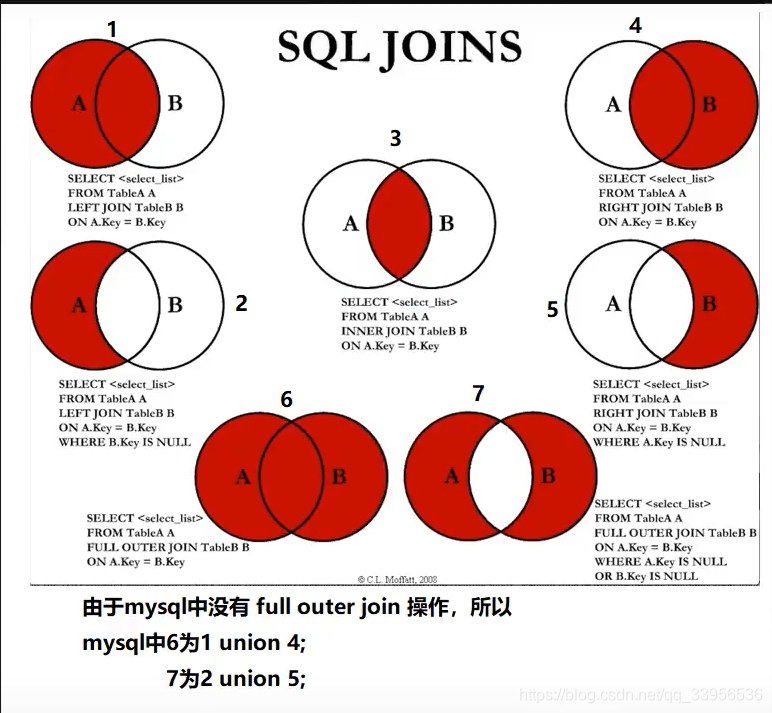 SQL JOINS
1
A
B
SELECT <select_list>
FROM TableA A
LEFT JOIN TableB B
ON A.Key = B.Key
4
A
B
SELECT <select_list>
FROM TableA A
RIGHT JOIN TableB B
ON A.Key = B.Key
3
A
B
SELECT <select_list>
FROM TableA A
INNER JOIN TableB B
ON A.Key = B.Key
2
A
B
SELECT <select_list>
FROM TableA A
LEFT JOIN TableB B
ON A.Key = B.Key
WHERE B.Key IS NULL
5
A
B
SELECT <select_list>
FROM TableA A
RIGHT JOIN TableB B
ON A.Key = B.Key
WHERE A.Key IS NULL
6
A
B
SELECT <select_list>
FROM TableA A
FULL OUTER JOIN TableB B
ON A.Key = B.Key
7
A
B
SELECT <select_list>
FROM TableA A
FULL OUTER JOIN TableB B
ON A.Key = B.Key
WHERE A.Key IS NULL
OR B.Key IS NULL
© C.L. Moffatt, 2008
由于mysql中没有 full outer join 操作，所以
mysql中6为1 union 4;
7为2 union 5;
https://blog.csdn.net/qq_33956536